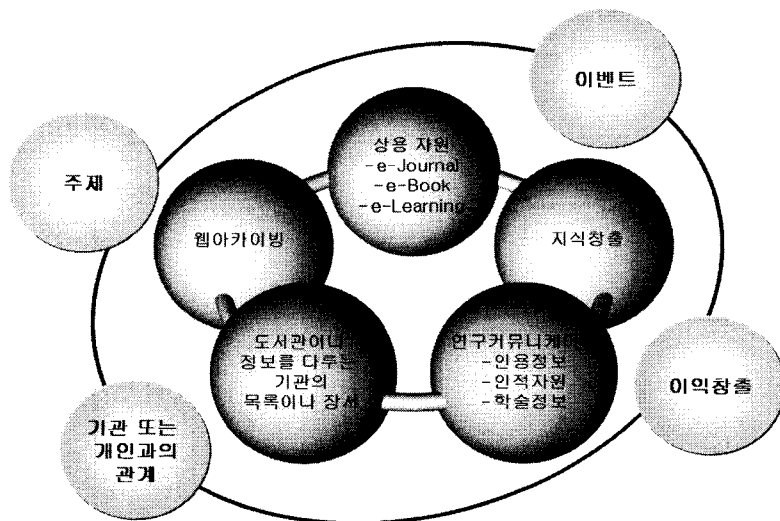 이벤트
상용 자원
-e-Journal
-e-Book
-e-Learning
주제
웹아카이빙
지식창출
도서관이나
정보를 다루는
기관의
목록이나 장서
연구커뮤니케이
-인용정보
-인적자원
-학술정보
이익창출
기관 또는
개인과의
관계